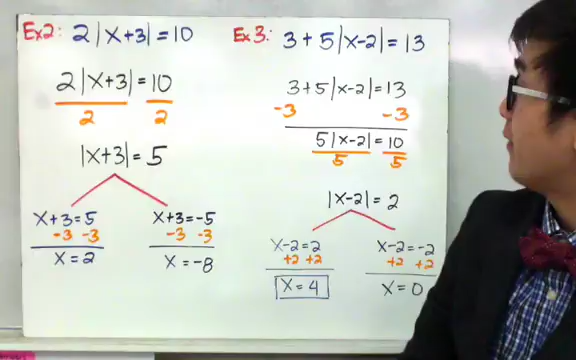 Ex2: 2|x+3|=10
2|x+3|=10
2 2
|x+3|=5
x+3=5 x+3=-5
-3 -3 -3 -3
x=2 x=-8
Ex3: 3+5|x-2|=13
3+5|x-2|=13
-3 -3
5|x-2|=10
5 5
|x-2|=2
x-2=2 x-2=-2
+2 +2 +2 +2
x=4 x=0